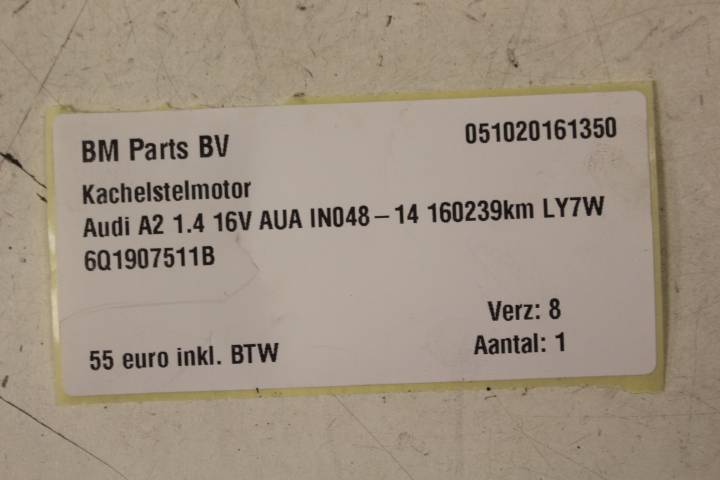 BM Parts BV 051020161350
Kachelstelmotor
Audi A2 1.4 16V AUA IN048-14 160239km LY7W
6Q1907511B
Verz: 8
55 euro inkl. BTW Aantal: 1